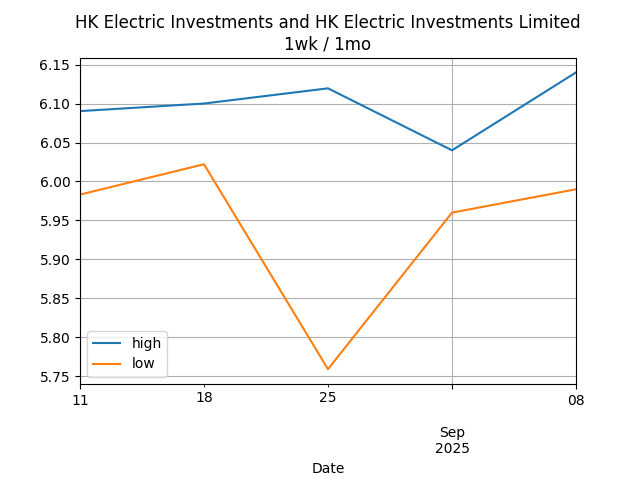 HK Electric Investments and HK Electric Investments Limited
1wk / 1mo
6.15
6.10
6.05
6.00
5.95
5.90
5.85
5.80
5.75
high
low
11 18 25 08
Sep
2025
Date